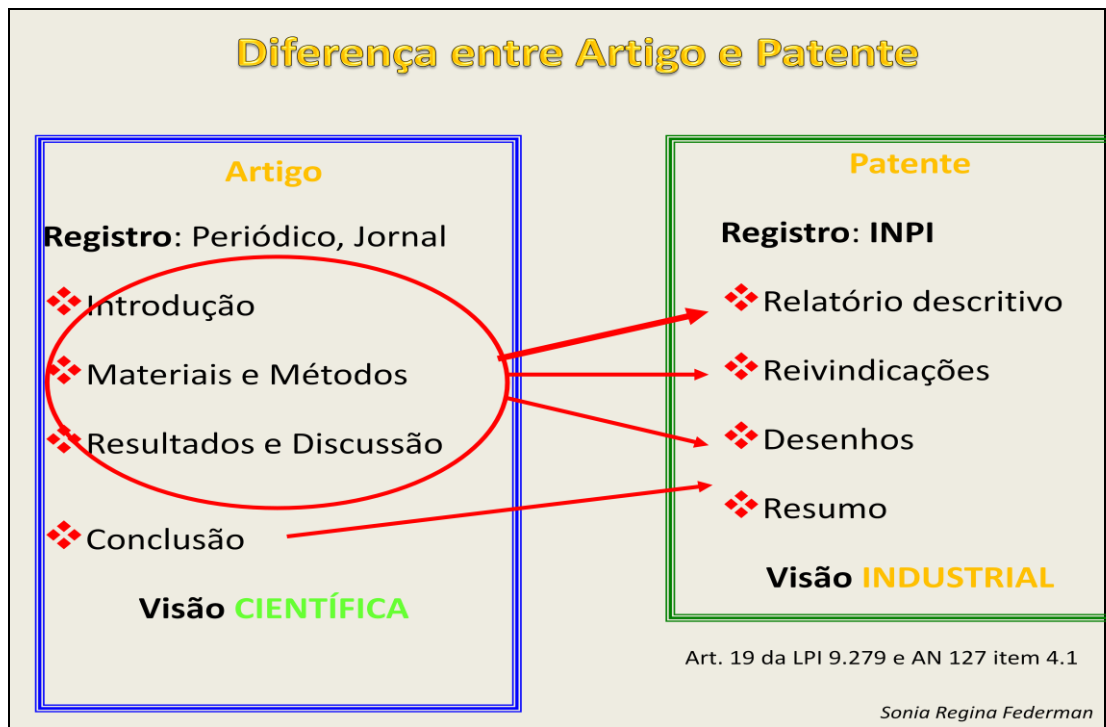 Diferença entre Artigo e Patente
Artigo
Registro: Periódico, Jornal
Introdução
Materiais e Métodos
Resultados e Discussão
Conclusão
Visão CIENTÍFICA
Patente
Registro: INPI
Relatório descritivo
Reivindicações
Desenhos
Resumo
Visão INDUSTRIAL
Art. 19 da LPI 9.279 e AN 127 item 4.1
Sonia Regina Federman